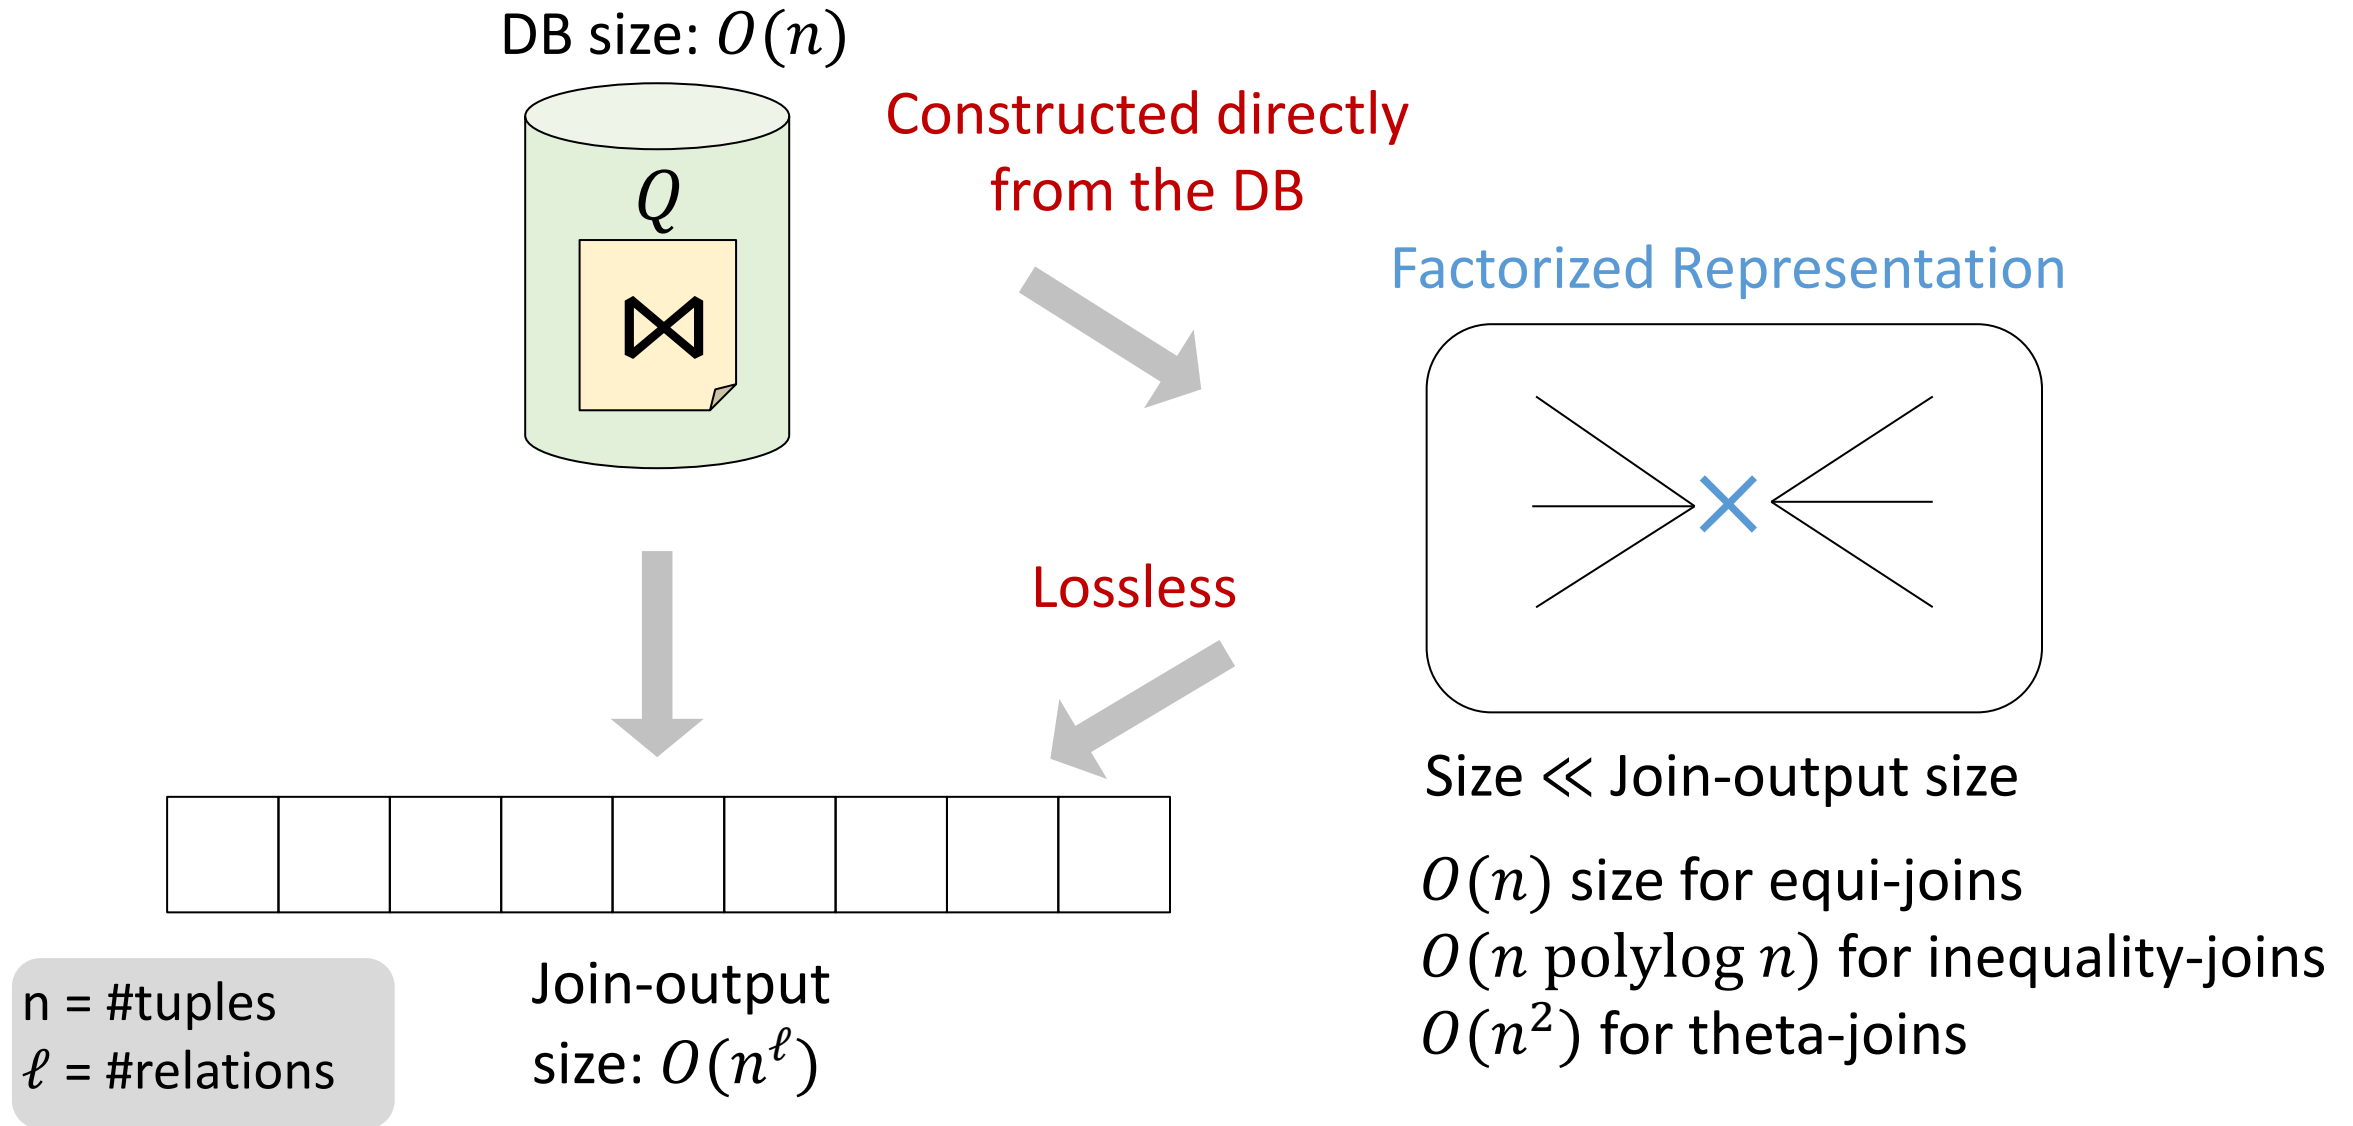 DB size: O(n)
Q
⋈
Constructed directly
from the DB
Factorized Representation
×
Lossless
Size ≪ Join-output size
O(n) size for equi-joins
O(n polylog n) for inequality-joins
O(n²) for theta-joins
Join-output
size: O(n^ℓ)
n = #tuples
ℓ = #relations